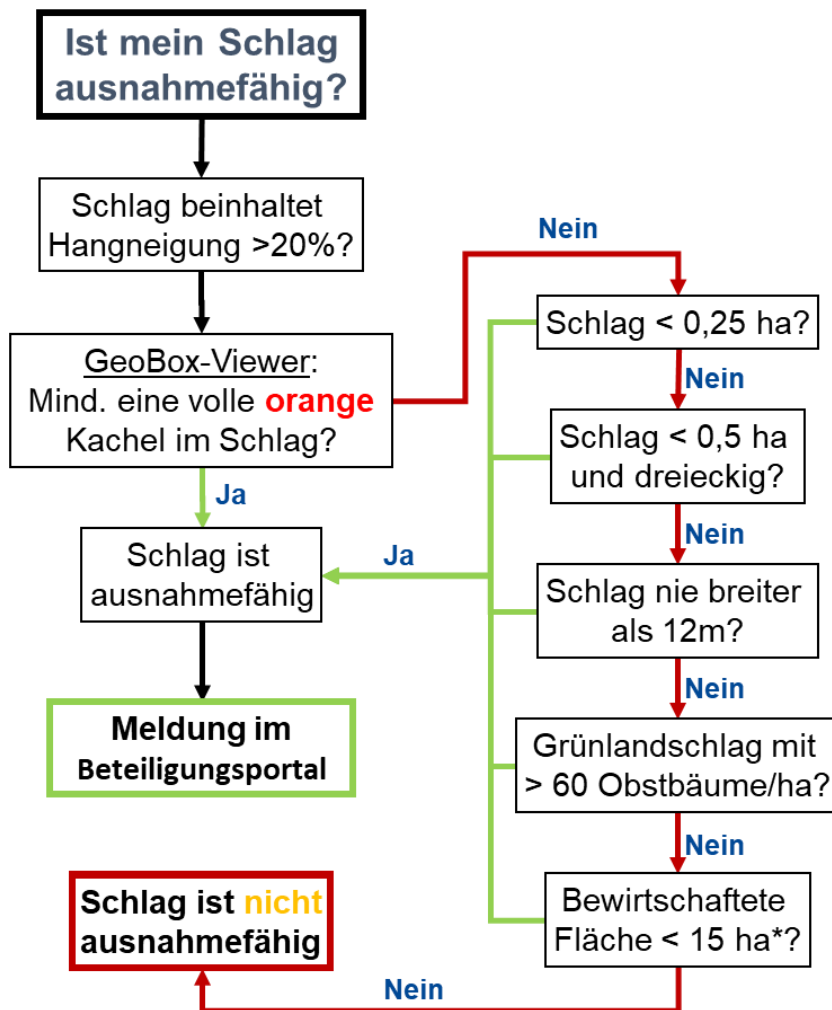 Ist mein Schlag
ausnahmefähig?
Schlag beinhaltet
Hangneigung >20%?
GeoBox-Viewer:
Mind. eine volle orange
Kachel im Schlag?
Ja
Schlag ist
ausnahmefähig
Meldung im
Beteiligungsportal
Nein
Schlag < 0,25 ha?
Nein
Schlag < 0,5 ha
und dreieckig?
Nein
Ja
Schlag nie breiter
als 12m?
Nein
Grünlandschlag mit
> 60 Obstbäume/ha?
Nein
Bewirtschaftete
Fläche < 15 ha*?
Nein
Schlag ist nicht
ausnahmefähig